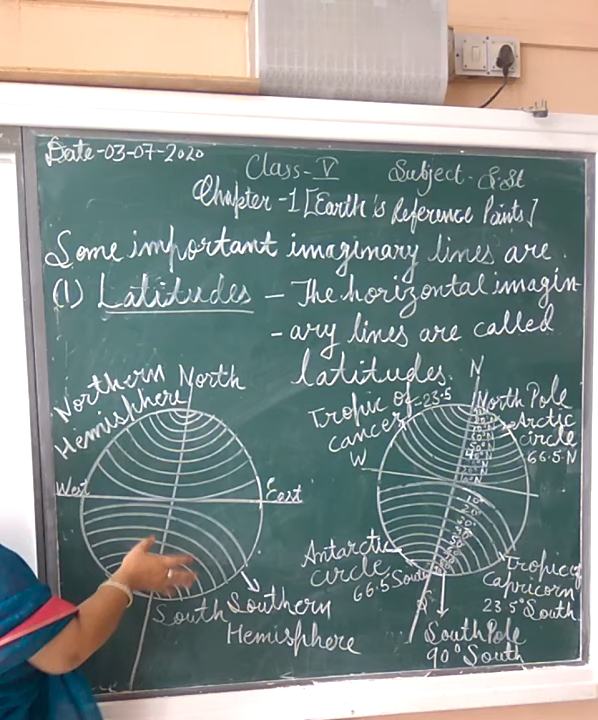 Date-03-07-2020
Class-V Subject-S.St
Chapter-1 [Earth's Reference Points]
Some important imaginary lines are
(1) Latitudes - The horizontal imagin-
-ary lines are called
latitudes.
Northern
Hemisphere
North
West
East
South
Southern
Hemisphere
N
Tropic of
cancer
23.5
North Pole
Arctic
circle
66.5.N
W
Antarctic
circle
66.5 South
Tropic of
Capricorn
23.5° South
South Pole
90° South